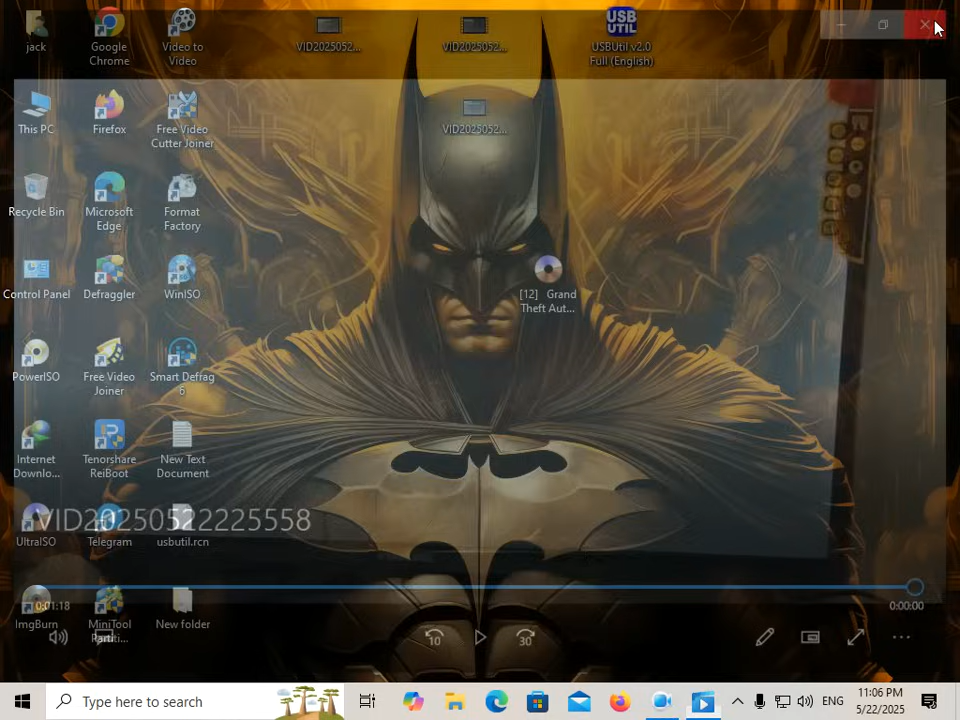 jack
Google
Chrome
Video to
Video
VID2025052...
VID2025052...
USB
UTIL
USBUtil v2.0
Full (English)
This PC
Firefox
Free Video
Cutter Joiner
VID2025052...
Recycle Bin
Microsoft
Edge
Format
Factory
Control Panel
Defraggler
WinISO
[12] Grand
Theft Aut...
PowerISO
Free Video
Joiner
Smart Defrag
6
Internet
Downlo...
Tenorshare
ReiBoot
New Text
Document
VID20250522225558
UltraISO
Telegram
usbutil.rcn
0:01:18
0:00:00
ImgBurn
MiniTool
Parti...
New folder
10
30
Type here to search
ENG
11:06 PM
5/22/2025